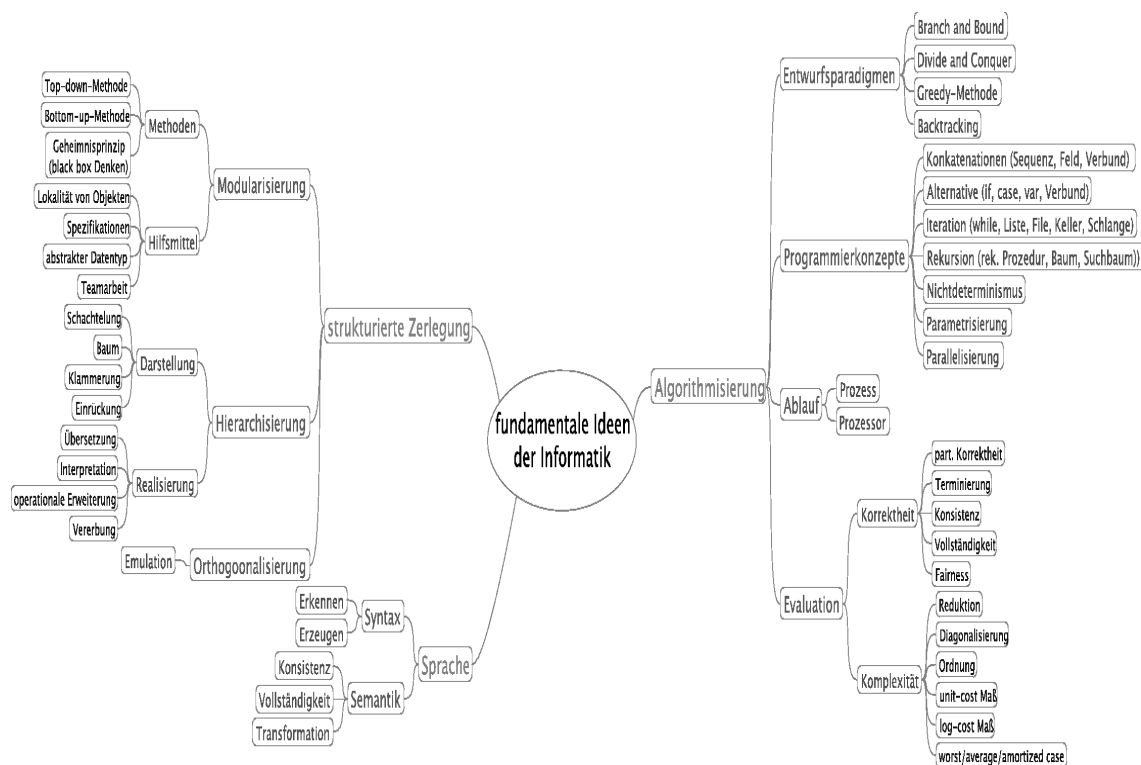 fundamentale Ideen
der Informatik
Algorithmisierung
Entwurfsparadigmen
Branch and Bound
Divide and Conquer
Greedy-Methode
Backtracking
Programmierkonzepte
Konkatenationen (Sequenz, Feld, Verbund)
Alternative (if, case, var, Verbund)
Iteration (while, Liste, File, Keller, Schlange)
Rekursion (rek. Prozedur, Baum, Suchbaum))
Nichtdeterminismus
Parametrisierung
Parallelisierung
Ablauf
Prozess
Prozessor
Evaluation
Korrektheit
part. Korrektheit
Terminierung
Konsistenz
Vollständigkeit
Fairness
Komplexität
Reduktion
Diagonalisierung
Ordnung
unit-cost Maß
log-cost Maß
worst/average/amortized case
strukturierte Zerlegung
Modularisierung
Methoden
Top-down-Methode
Bottom-up-Methode
Geheimnisprinzip
(black box Denken)
Hilfsmittel
Lokalität von Objekten
Spezifikationen
abstrakter Datentyp
Teamarbeit
Hierarchisierung
Darstellung
Schachtelung
Baum
Klammerung
Einrückung
Realisierung
Übersetzung
Interpretation
operationale Erweiterung
Vererbung
Orthogoonalisierung
Emulation
Sprache
Syntax
Erkennen
Erzeugen
Semantik
Konsistenz
Vollständigkeit
Transformation